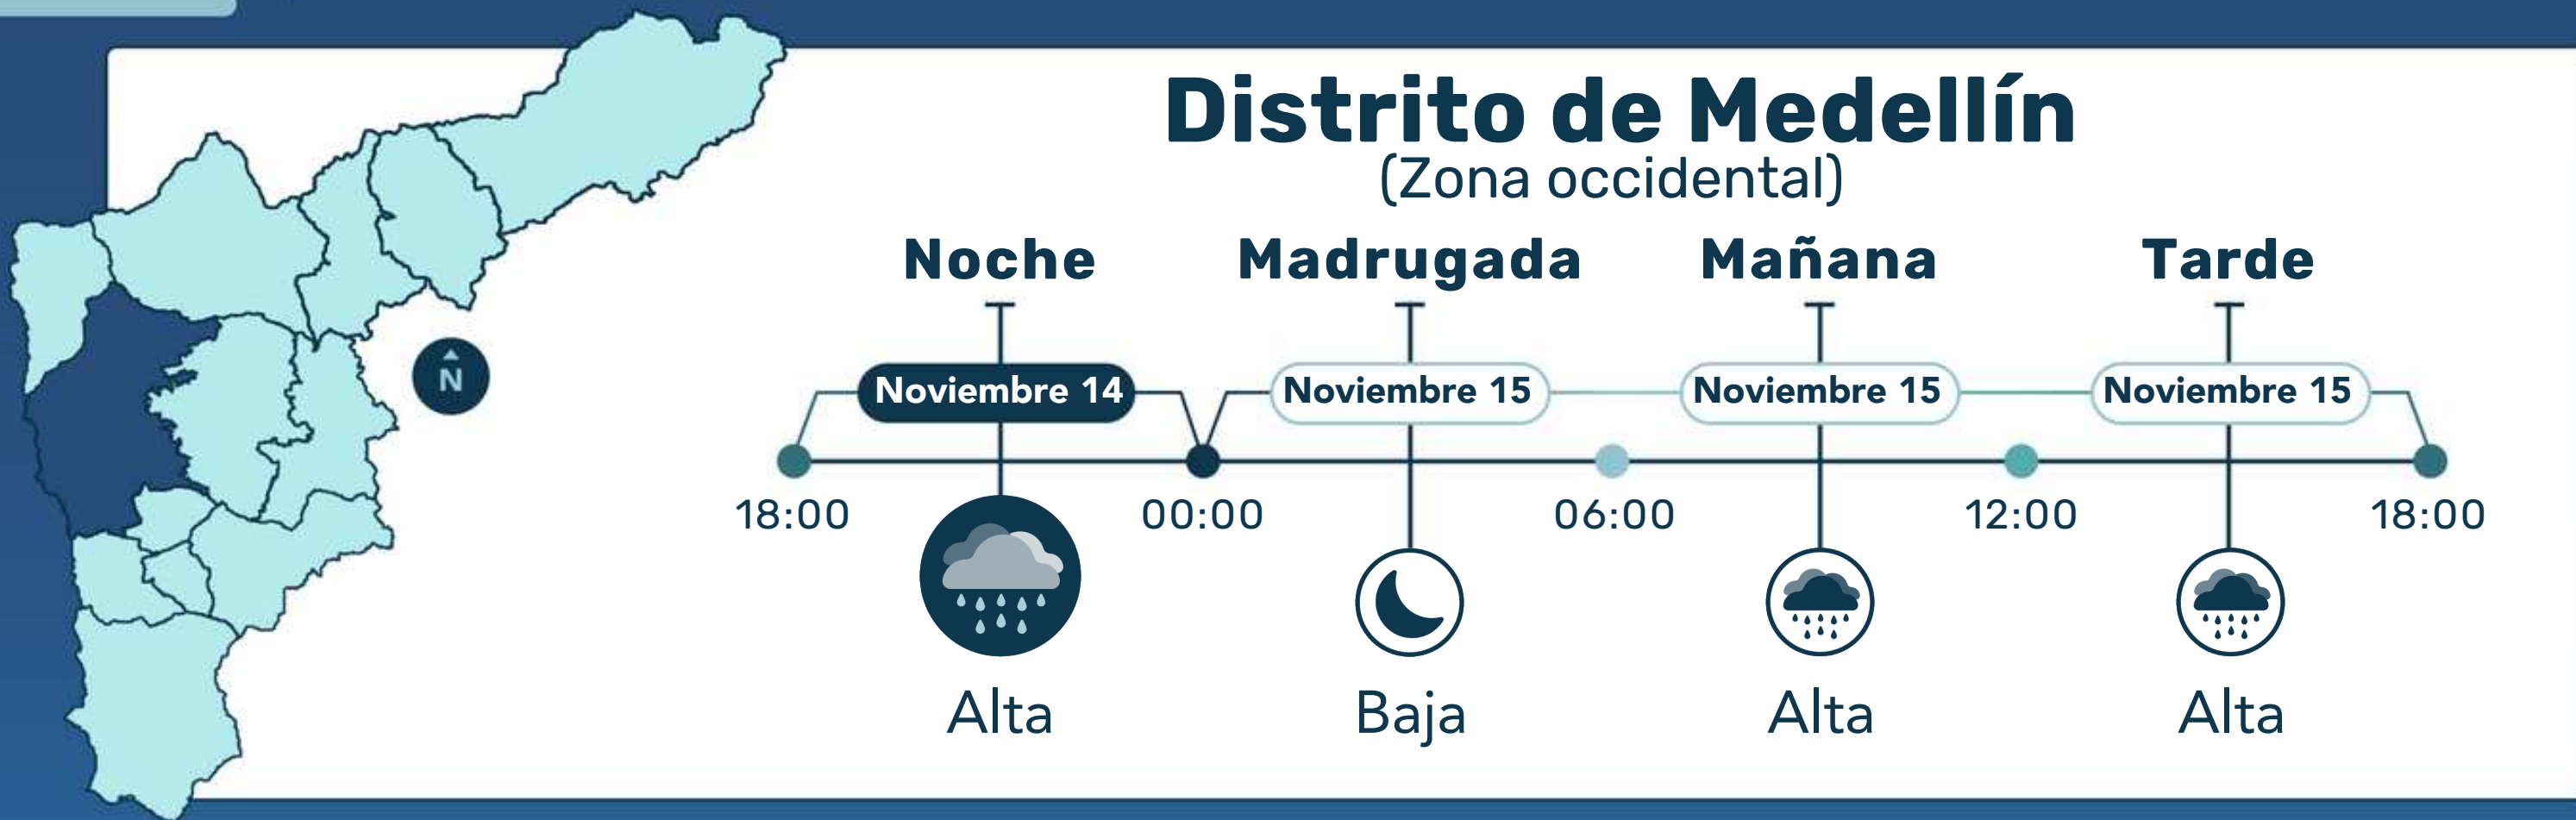 Distrito de Medellín
(Zona occidental)
Noche Madrugada Mañana Tarde
N
Noviembre 14 Noviembre 15 Noviembre 15 Noviembre 15
18:00 00:00 06:00 12:00 18:00
Alta Baja Alta Alta